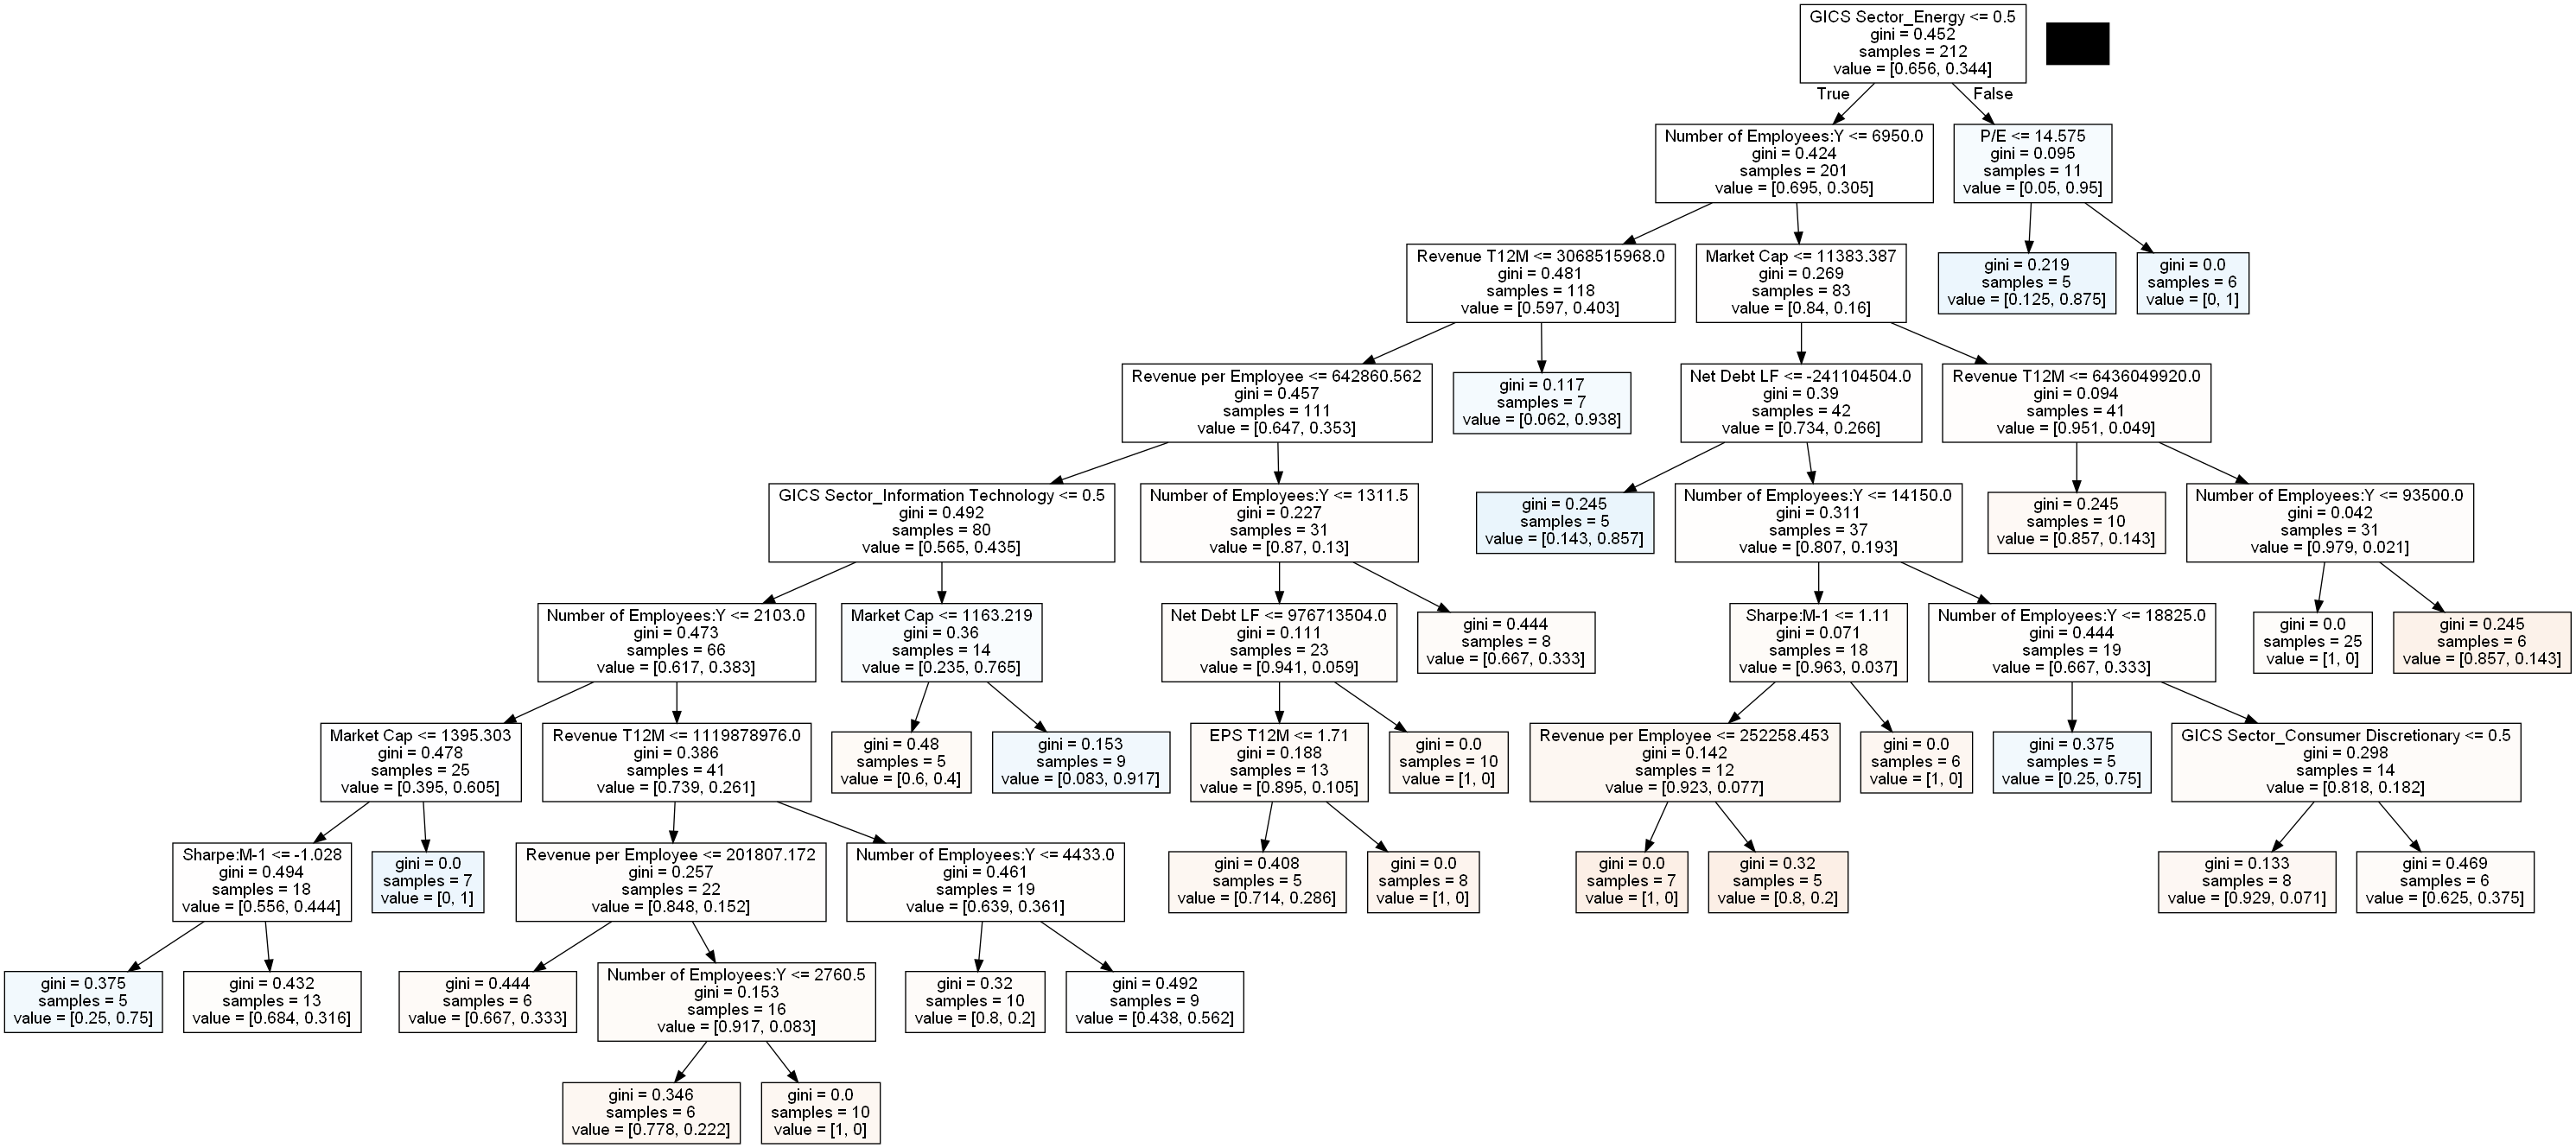 GICS Sector_Energy <= 0.5
gini = 0.452
samples = 212
value = [0.656, 0.344]
True
False
Number of Employees:Y <= 6950.0
gini = 0.424
samples = 201
value = [0.695, 0.305]
P/E <= 14.575
gini = 0.095
samples = 11
value = [0.05, 0.95]
Revenue T12M <= 3068515968.0
gini = 0.481
samples = 118
value = [0.597, 0.403]
Market Cap <= 11383.387
gini = 0.269
samples = 83
value = [0.84, 0.16]
gini = 0.219
samples = 5
value = [0.125, 0.875]
gini = 0.0
samples = 6
value = [0, 1]
Revenue per Employee <= 642860.562
gini = 0.457
samples = 111
value = [0.647, 0.353]
gini = 0.117
samples = 7
value = [0.062, 0.938]
Net Debt LF <= -241104504.0
gini = 0.39
samples = 42
value = [0.734, 0.266]
Revenue T12M <= 6436049920.0
gini = 0.094
samples = 41
value = [0.951, 0.049]
GICS Sector_Information Technology <= 0.5
gini = 0.492
samples = 80
value = [0.565, 0.435]
Number of Employees:Y <= 1311.5
gini = 0.227
samples = 31
value = [0.87, 0.13]
gini = 0.245
samples = 5
value = [0.143, 0.857]
Number of Employees:Y <= 14150.0
gini = 0.311
samples = 37
value = [0.807, 0.193]
gini = 0.245
samples = 10
value = [0.857, 0.143]
Number of Employees:Y <= 93500.0
gini = 0.042
samples = 31
value = [0.979, 0.021]
Number of Employees:Y <= 2103.0
gini = 0.473
samples = 66
value = [0.617, 0.383]
Market Cap <= 1163.219
gini = 0.36
samples = 14
value = [0.235, 0.765]
Net Debt LF <= 976713504.0
gini = 0.111
samples = 23
value = [0.941, 0.059]
gini = 0.444
samples = 8
value = [0.667, 0.333]
Sharpe:M-1 <= 1.11
gini = 0.071
samples = 18
value = [0.963, 0.037]
Number of Employees:Y <= 18825.0
gini = 0.444
samples = 19
value = [0.667, 0.333]
gini = 0.0
samples = 25
value = [1, 0]
gini = 0.245
samples = 6
value = [0.857, 0.143]
Market Cap <= 1395.303
gini = 0.478
samples = 25
value = [0.395, 0.605]
Revenue T12M <= 1119878976.0
gini = 0.386
samples = 41
value = [0.739, 0.261]
gini = 0.48
samples = 5
value = [0.6, 0.4]
gini = 0.153
samples = 9
value = [0.083, 0.917]
EPS T12M <= 1.71
gini = 0.188
samples = 13
value = [0.895, 0.105]
gini = 0.0
samples = 10
value = [1, 0]
Revenue per Employee <= 252258.453
gini = 0.142
samples = 12
value = [0.923, 0.077]
gini = 0.0
samples = 6
value = [1, 0]
gini = 0.375
samples = 5
value = [0.25, 0.75]
GICS Sector_Consumer Discretionary <= 0.5
gini = 0.298
samples = 14
value = [0.818, 0.182]
Sharpe:M-1 <= -1.028
gini = 0.494
samples = 18
value = [0.556, 0.444]
gini = 0.0
samples = 7
value = [0, 1]
Revenue per Employee <= 201807.172
gini = 0.257
samples = 22
value = [0.848, 0.152]
Number of Employees:Y <= 4433.0
gini = 0.461
samples = 19
value = [0.639, 0.361]
gini = 0.408
samples = 5
value = [0.714, 0.286]
gini = 0.0
samples = 8
value = [1, 0]
gini = 0.0
samples = 7
value = [1, 0]
gini = 0.32
samples = 5
value = [0.8, 0.2]
gini = 0.133
samples = 8
value = [0.929, 0.071]
gini = 0.469
samples = 6
value = [0.625, 0.375]
gini = 0.375
samples = 5
value = [0.25, 0.75]
gini = 0.432
samples = 13
value = [0.684, 0.316]
gini = 0.444
samples = 6
value = [0.667, 0.333]
Number of Employees:Y <= 2760.5
gini = 0.153
samples = 16
value = [0.917, 0.083]
gini = 0.32
samples = 10
value = [0.8, 0.2]
gini = 0.492
samples = 9
value = [0.438, 0.562]
gini = 0.346
samples = 6
value = [0.778, 0.222]
gini = 0.0
samples = 10
value = [1, 0]